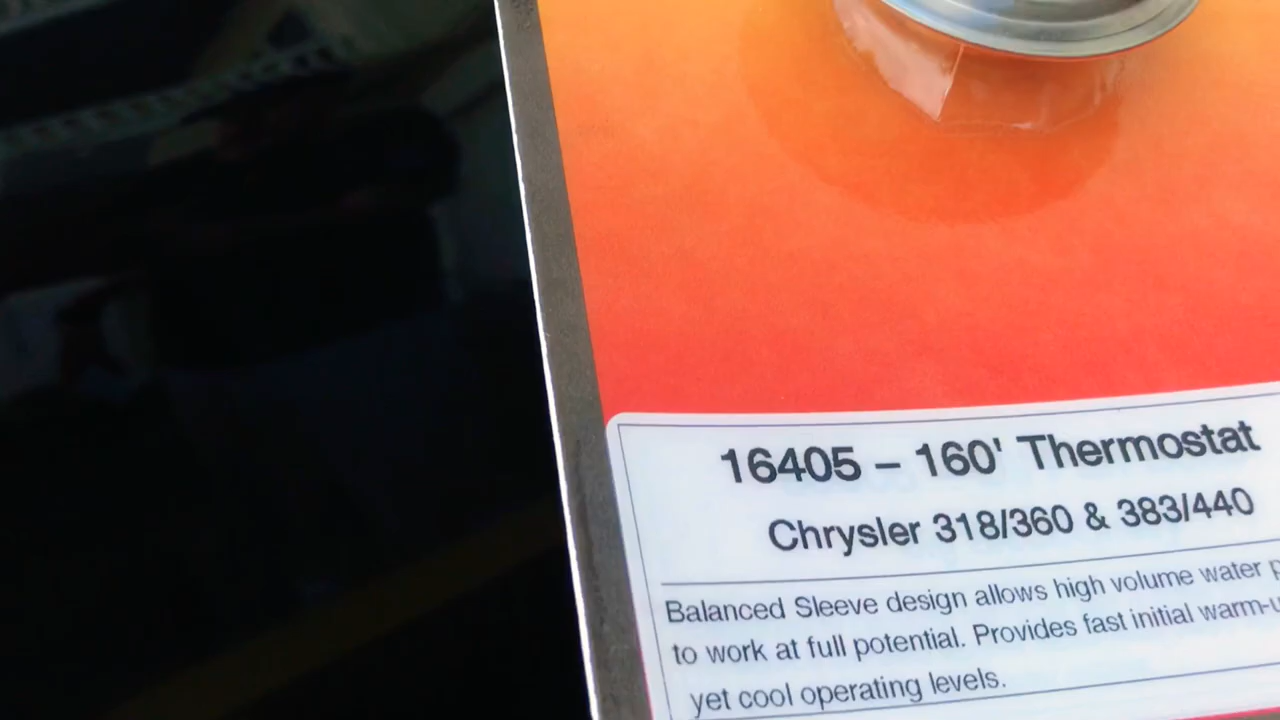 16405 – 160' Thermostat
Chrysler 318/360 & 383/440
Balanced Sleeve design allows high volume water
to work at full potential. Provides fast initial warm-u
yet cool operating levels.